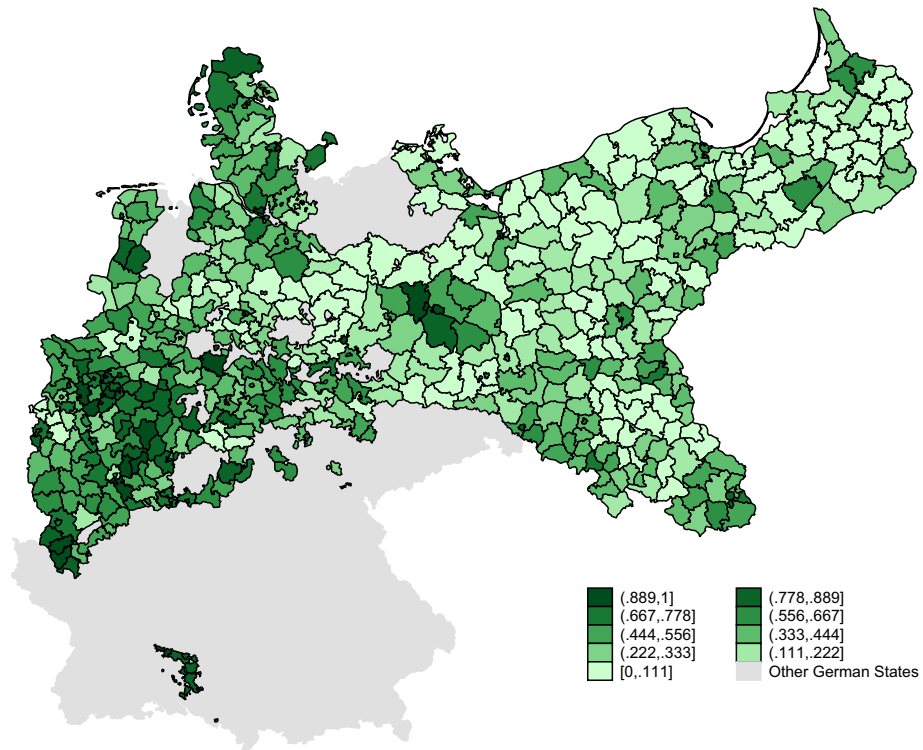 (.889,1] (.778,.889]
(.667,.778] (.556,.667]
(.444,.556] (.333,.444]
(.222,.333] (.111,.222]
[0,.111] Other German States